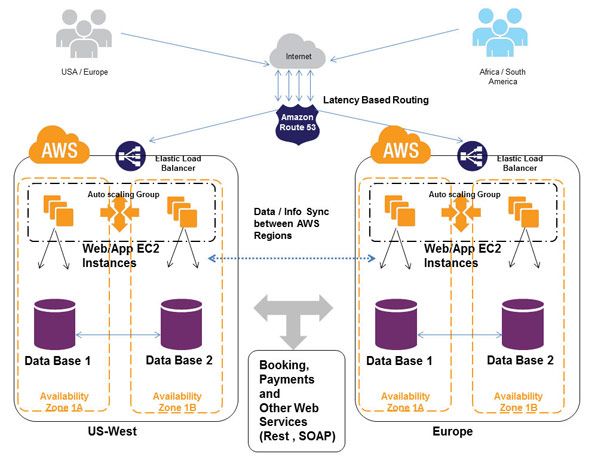 USA / Europe
Internet
Africa / South
America
Latency Based Routing
Amazon
Route 53
AWS
Elastic Load
Balancer
Auto scaling Group
Web/App EC2
Instances
Data Base 1
Data Base 2
Availability
Zone 1A
Availability
Zone 1B
US-West
Data / Info Sync
between AWS
Regions
Booking,
Payments
and
Other Web
Services
(Rest , SOAP)
AWS
Elastic Load
Balancer
Auto scaling Group
Web/App EC2
Instances
Data Base 1
Data Base 2
Availability
Zone 1A
Availability
Zone 1B
Europe